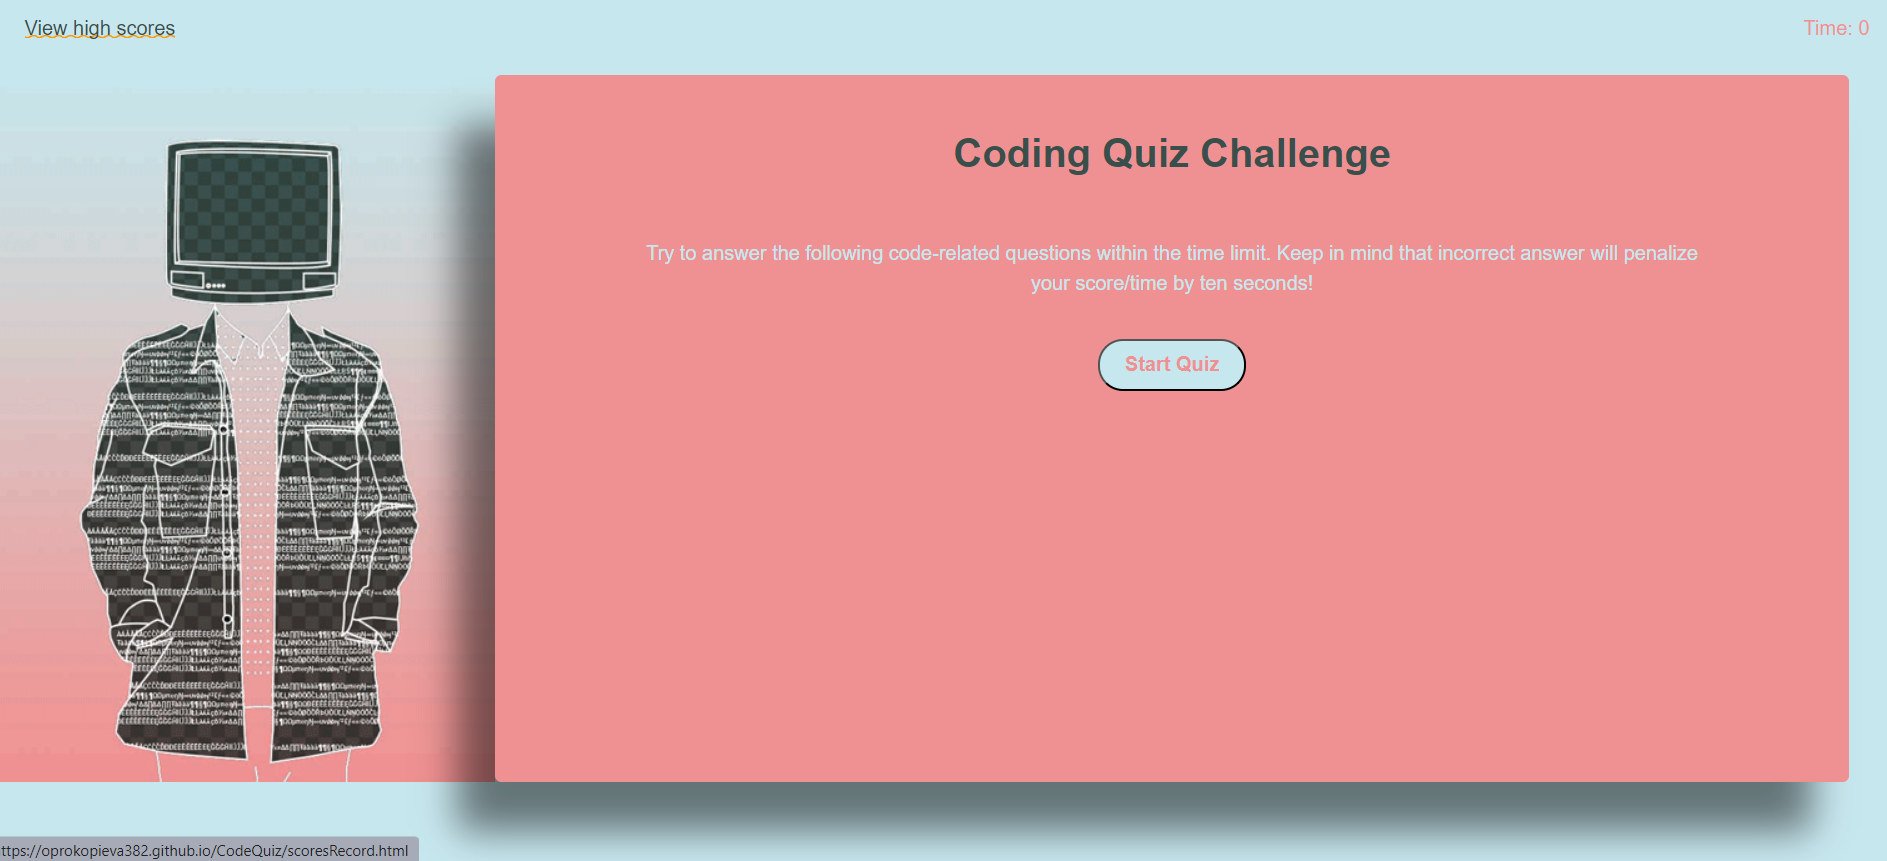 View high scores
Time: 0
Coding Quiz Challenge
Try to answer the following code-related questions within the time limit. Keep in mind that incorrect answer will penalize
your score/time by ten seconds!
Start Quiz
ttps://oprokopieva382.github.io/CodeQuiz/scoresRecord.html